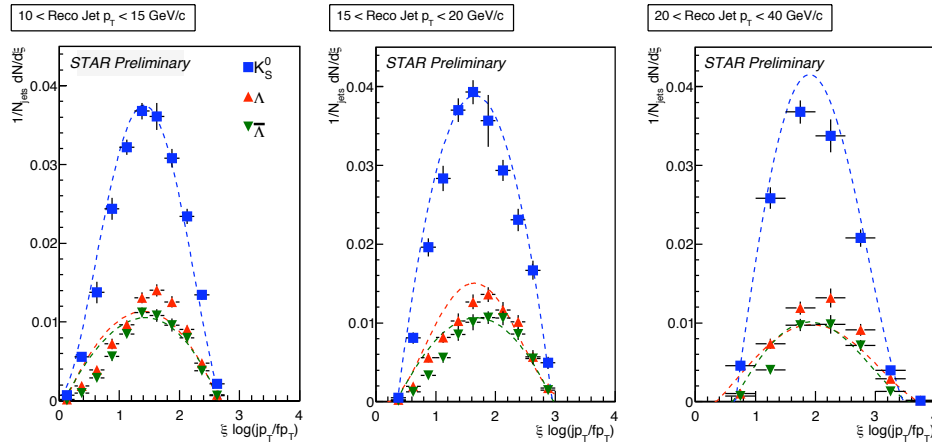 10 < Reco Jet p_T < 15 GeV/c
15 < Reco Jet p_T < 20 GeV/c
20 < Reco Jet p_T < 40 GeV/c
1/N_jets dN/dξ
STAR Preliminary
K_S^0
Λ
Λ̅
0.04
0.03
0.02
0.01
0
0 1 2 3 4
ξ log(jp_T/fp_T)
1/N_jets dN/dξ
STAR Preliminary
0.04
0.03
0.02
0.01
0
0 1 2 3 4
ξ log(jp_T/fp_T)
1/N_jets dN/dξ
STAR Preliminary
0.04
0.03
0.02
0.01
0
0 1 2 3 4
ξ log(jp_T/fp_T)